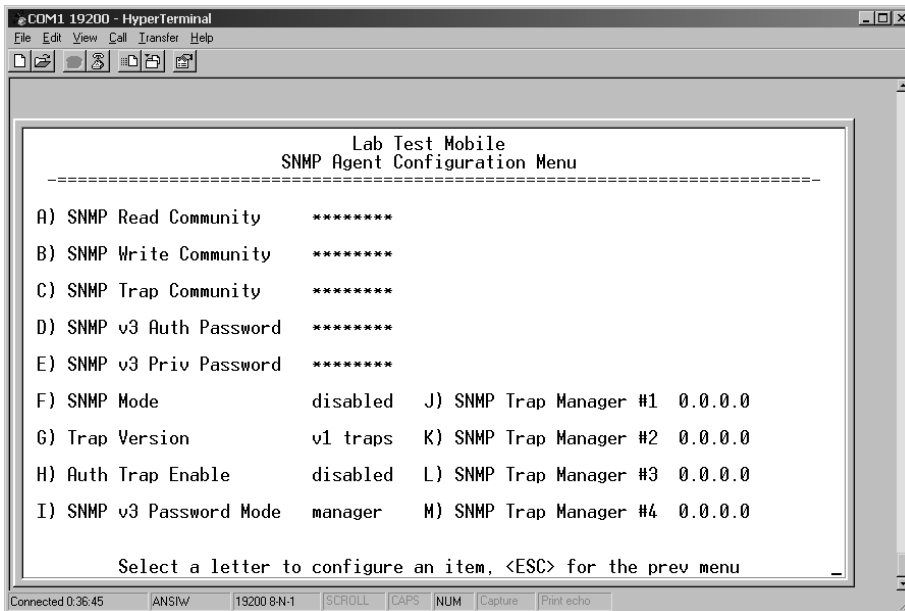 COM1 19200 - HyperTerminal
File Edit View Call Transfer Help
Lab Test Mobile
SNMP Agent Configuration Menu
-===========================================================================-
A) SNMP Read Community ********
B) SNMP Write Community ********
C) SNMP Trap Community ********
D) SNMP v3 Auth Password ********
E) SNMP v3 Priv Password ********
F) SNMP Mode disabled J) SNMP Trap Manager #1 0.0.0.0
G) Trap Version v1 traps K) SNMP Trap Manager #2 0.0.0.0
H) Auth Trap Enable disabled L) SNMP Trap Manager #3 0.0.0.0
I) SNMP v3 Password Mode manager M) SNMP Trap Manager #4 0.0.0.0
Select a letter to configure an item, <ESC> for the prev menu _
Connected 0:36:45 ANSIW 19200 8-N-1 SCROLL CAPS NUM Capture Print echo